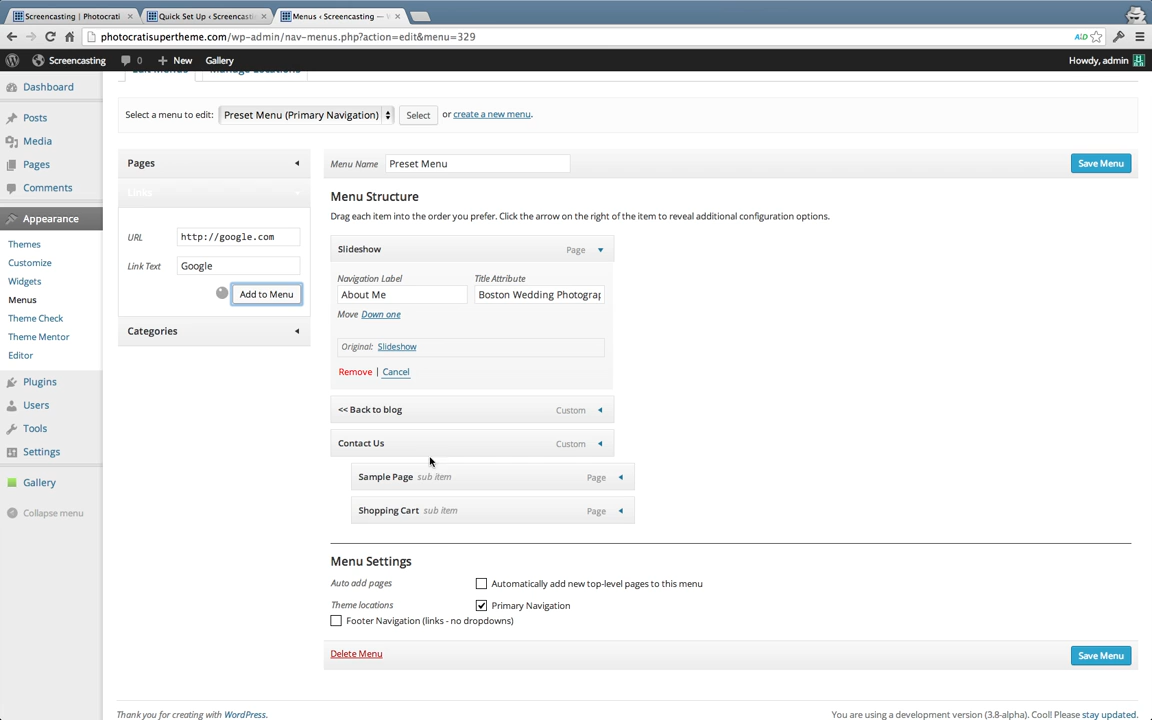 Screencasting | Photocrati
Quick Set Up ‹ Screencastin
Menus ‹ Screencasting — W
photocratisupertheme.com/wp-admin/nav-menus.php?action=edit&menu=329
Screencasting
0
New
Gallery
Howdy, admin
Edit Menus
Manage Locations
Dashboard
Posts
Media
Pages
Comments
Appearance
Themes
Customize
Widgets
Menus
Theme Check
Theme Mentor
Editor
Plugins
Users
Tools
Settings
Gallery
Collapse menu
Select a menu to edit: Preset Menu (Primary Navigation) Select or create a new menu.
Pages
Links
URL http://google.com
Link Text Google
Add to Menu
Categories
Menu Name Preset Menu Save Menu
Menu Structure
Drag each item into the order you prefer. Click the arrow on the right of the item to reveal additional configuration options.
Slideshow Page
Navigation Label Title Attribute
About Me Boston Wedding Photograp
Move Down one
Original: Slideshow
Remove | Cancel
<< Back to blog Custom
Contact Us Custom
Sample Page sub item Page
Shopping Cart sub item Page
Menu Settings
Auto add pages Automatically add new top-level pages to this menu
Theme locations Primary Navigation
Footer Navigation (links - no dropdowns)
Delete Menu Save Menu
Thank you for creating with WordPress.
You are using a development version (3.8-alpha). Cool! Please stay updated.